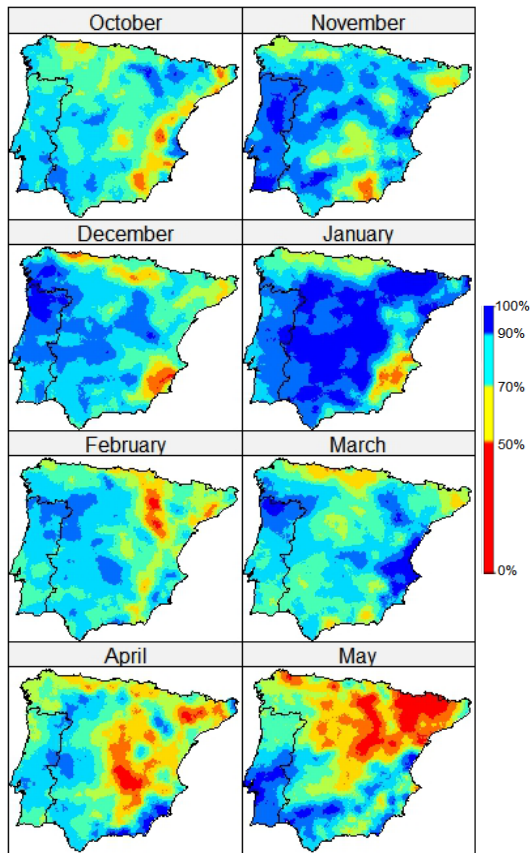 October
November
December
January
100%
90%
70%
50%
0%
February
March
April
May